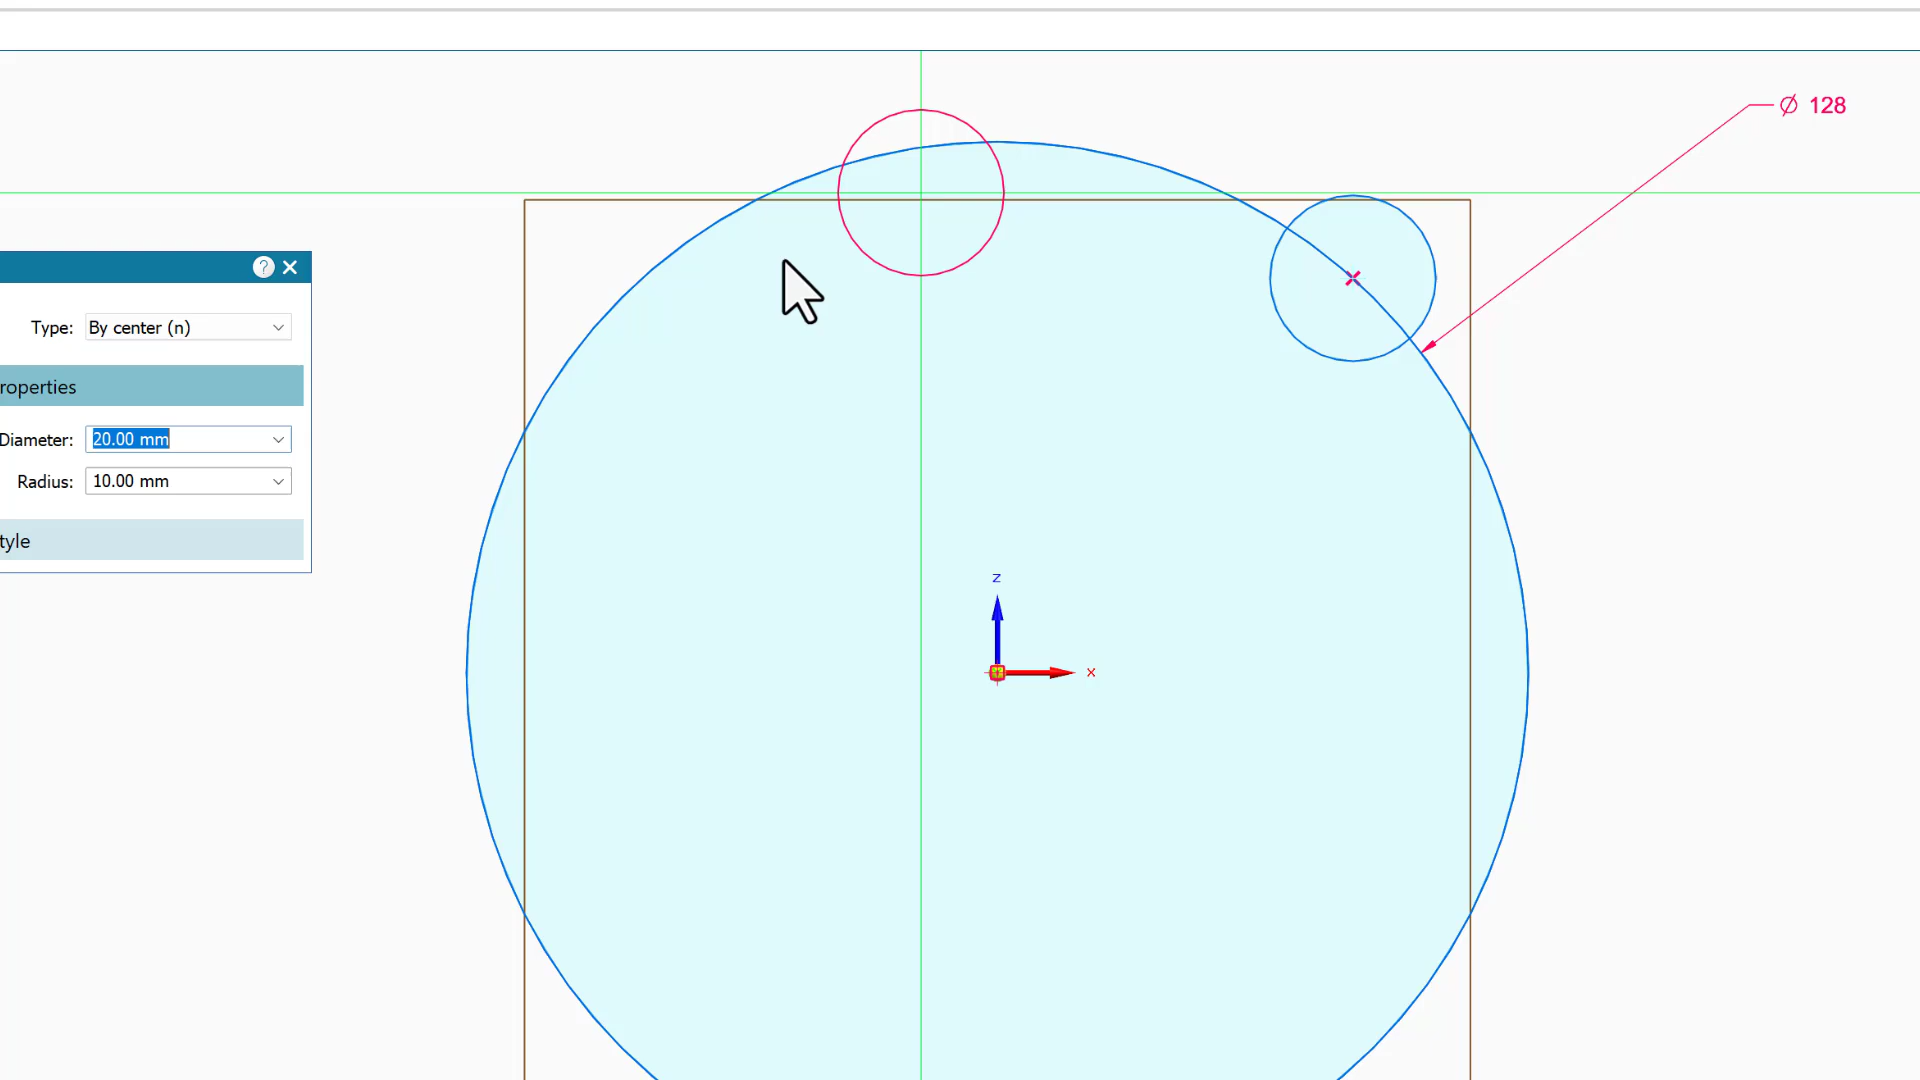 Ø 128
?
Type: By center (n)
roperties
Diameter: 20.00 mm
Radius: 10.00 mm
tyle
z
x